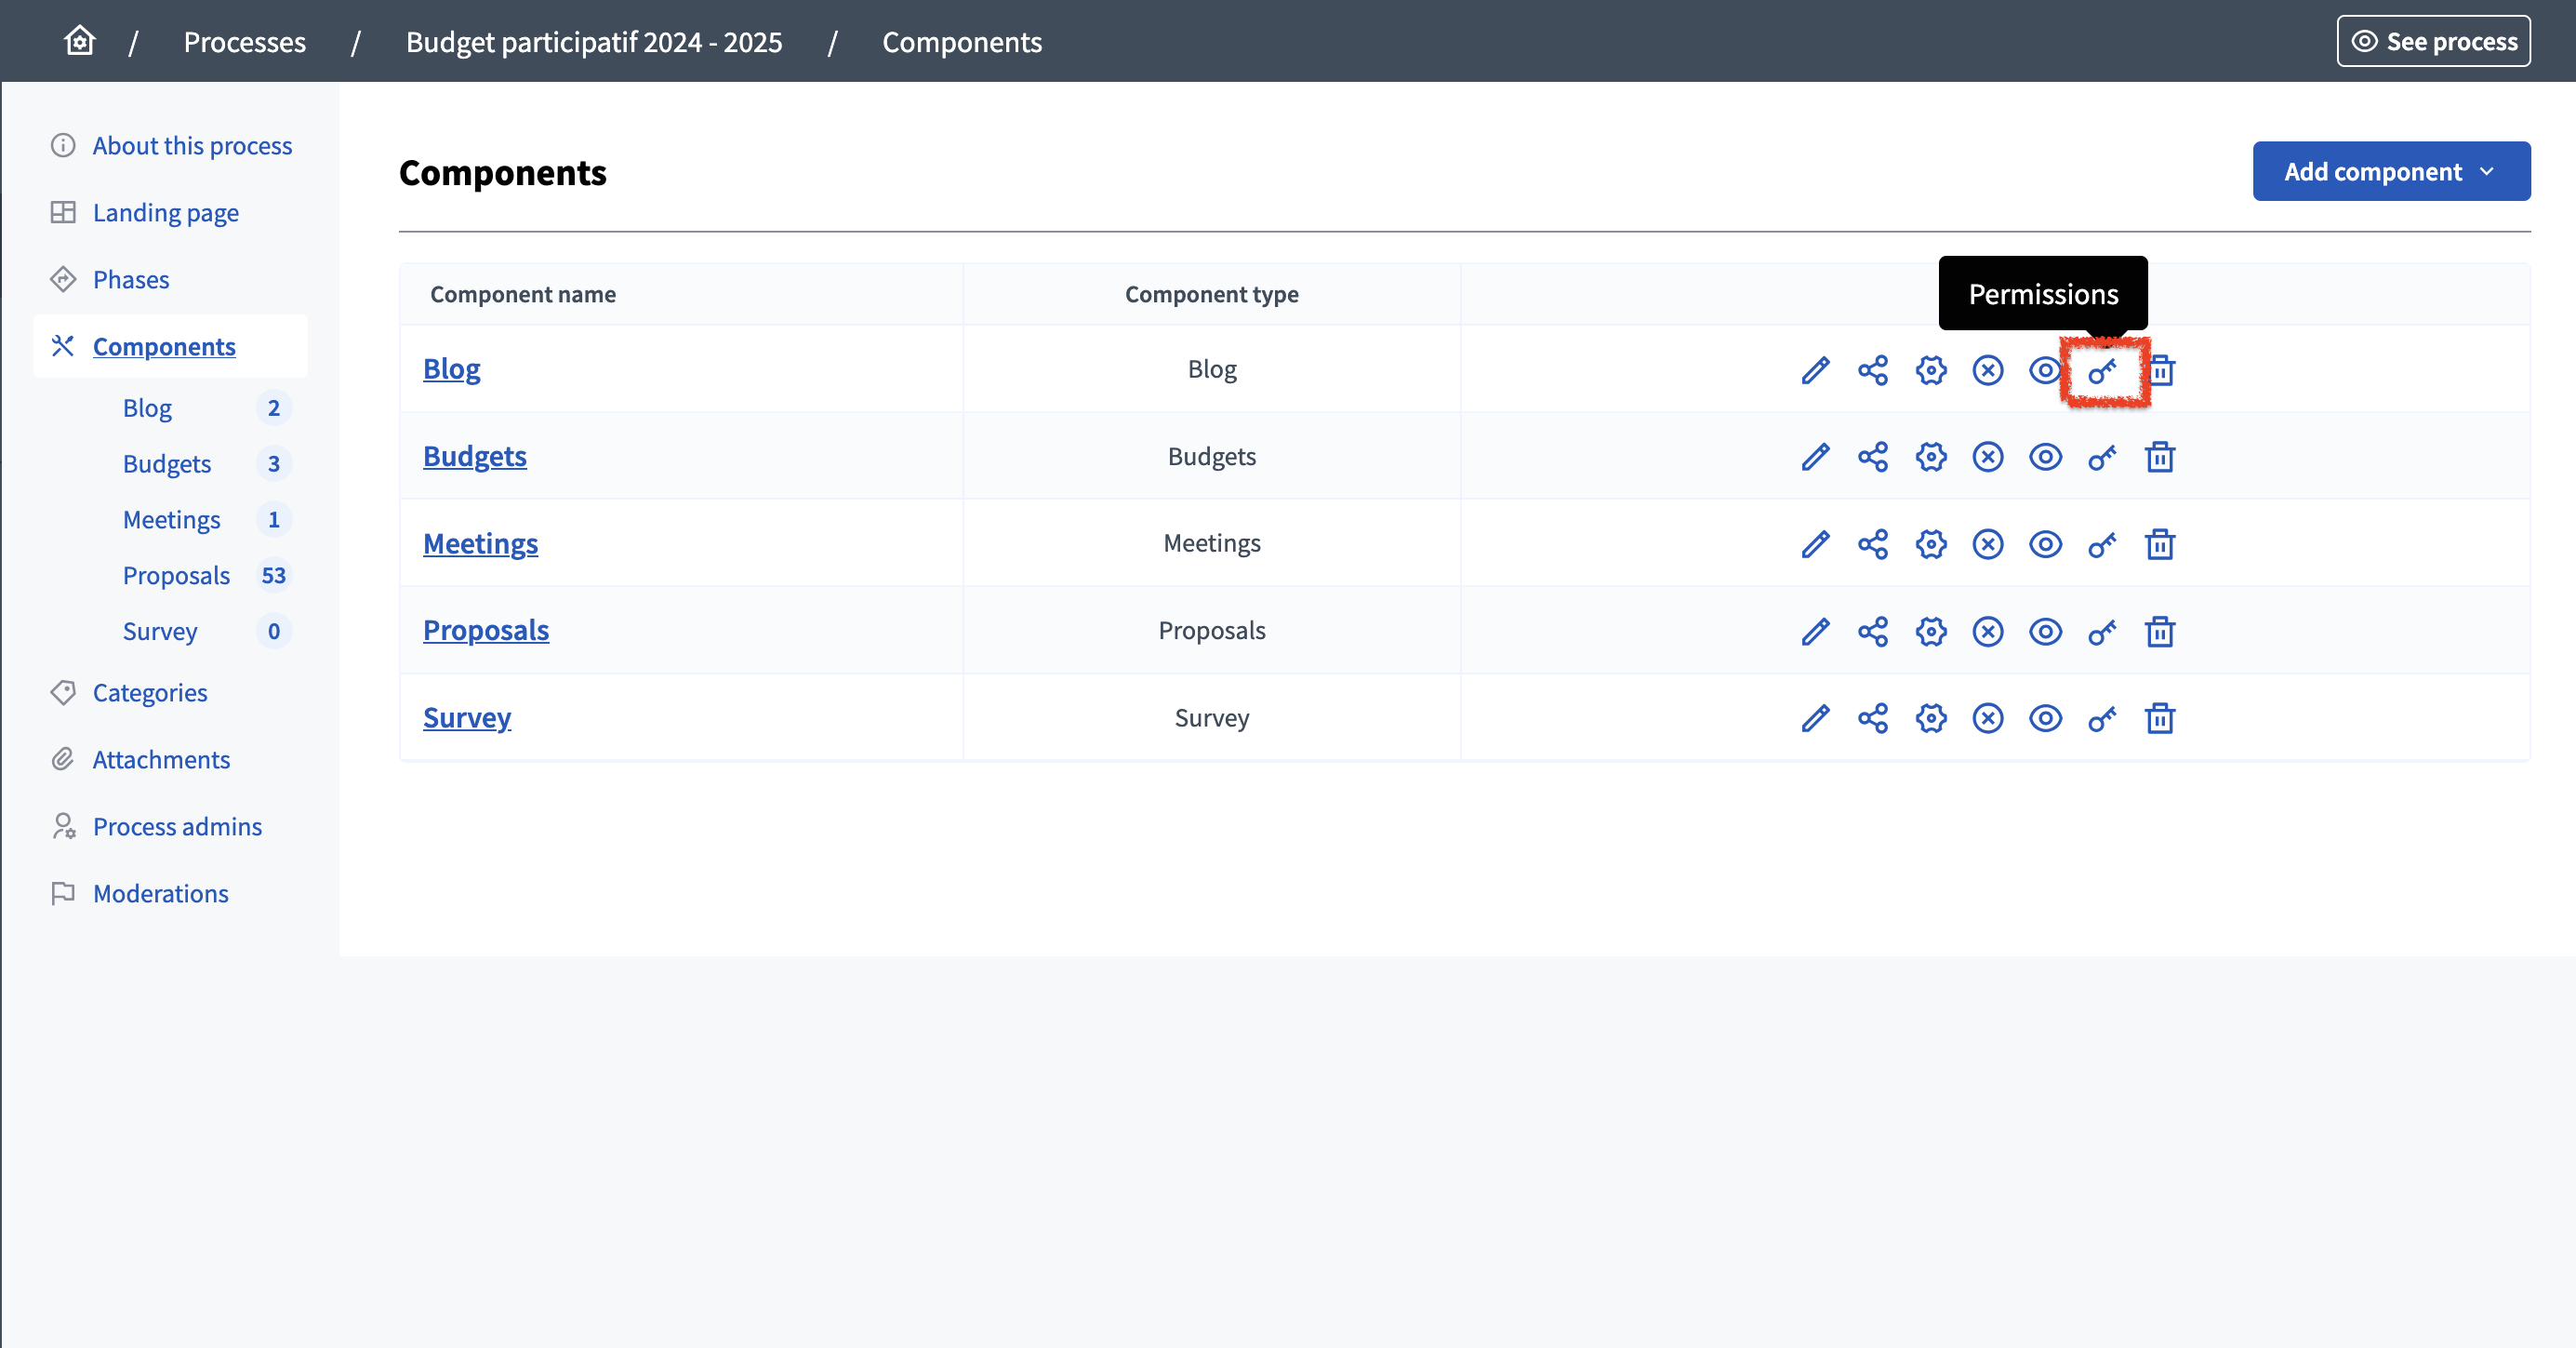 / Processes / Budget participatif 2024 - 2025 / Components
See process
About this process
Landing page
Phases
Components
Blog 2
Budgets 3
Meetings 1
Proposals 53
Survey 0
Categories
Attachments
Process admins
Moderations
Components
Add component
Component name Component type
Permissions
Blog Blog
Budgets Budgets
Meetings Meetings
Proposals Proposals
Survey Survey